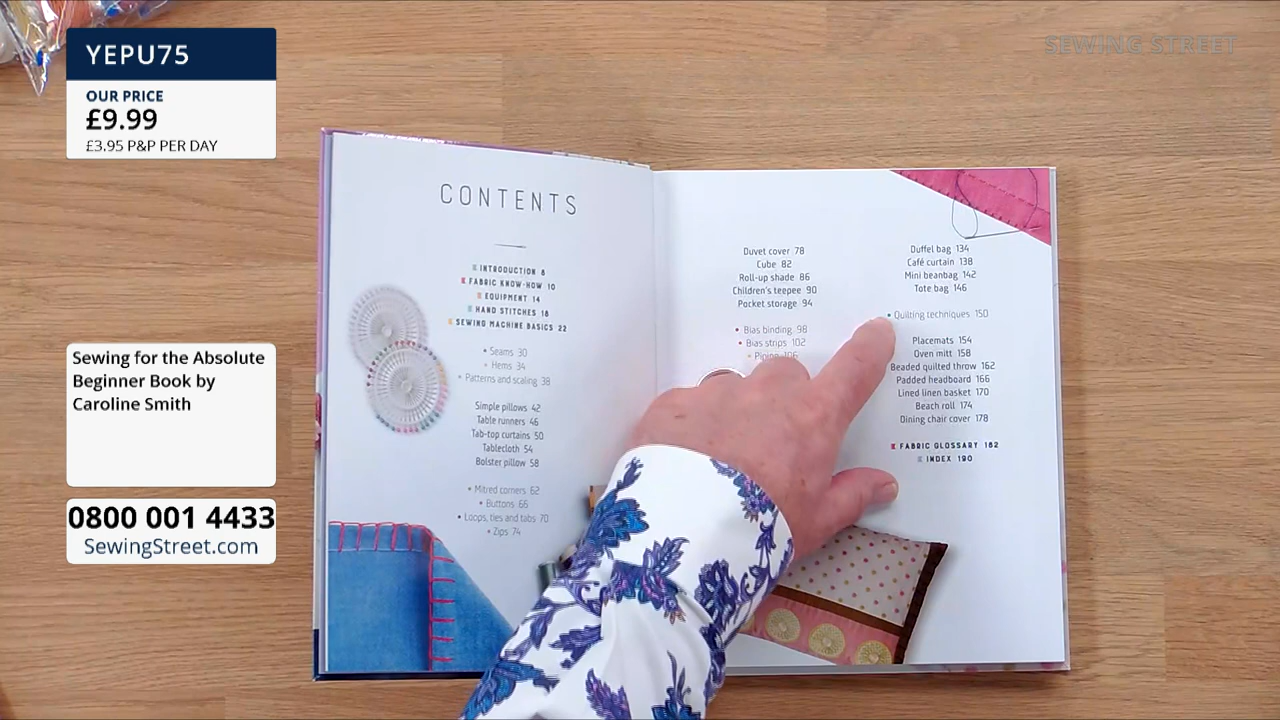 YEPU75
OUR PRICE
£9.99
£3.95 P&P PER DAY
Sewing for the Absolute
Beginner Book by
Caroline Smith
0800 001 4433
SewingStreet.com
SEWING STREET
CONTENTS
INTRODUCTION 6
FABRIC KNOW-HOW 10
EQUIPMENT 14
HAND STITCHES 18
SEWING MACHINE BASICS 22
• Seams 30
• Hems 34
• Patterns and scaling 38
Simple pillows 42
Table runners 46
Tab-top curtains 50
Tablecloth 54
Bolster pillow 58
• Mitred corners 62
• Buttons 66
• Loops, ties and tabs 70
• Zips 74
Duvet cover 78
Cube 82
Roll-up shade 86
Children's teepee 90
Pocket storage 94
• Bias binding 98
• Bias strips 102
• Piping 106
Duffel bag 134
Café curtain 138
Mini beanbag 142
Tote bag 146
• Quilting techniques 150
Placemats 154
Oven mitt 158
Beaded quilted throw 162
Padded headboard 166
Lined linen basket 170
Beach roll 174
Dining chair cover 178
FABRIC GLOSSARY 182
INDEX 190